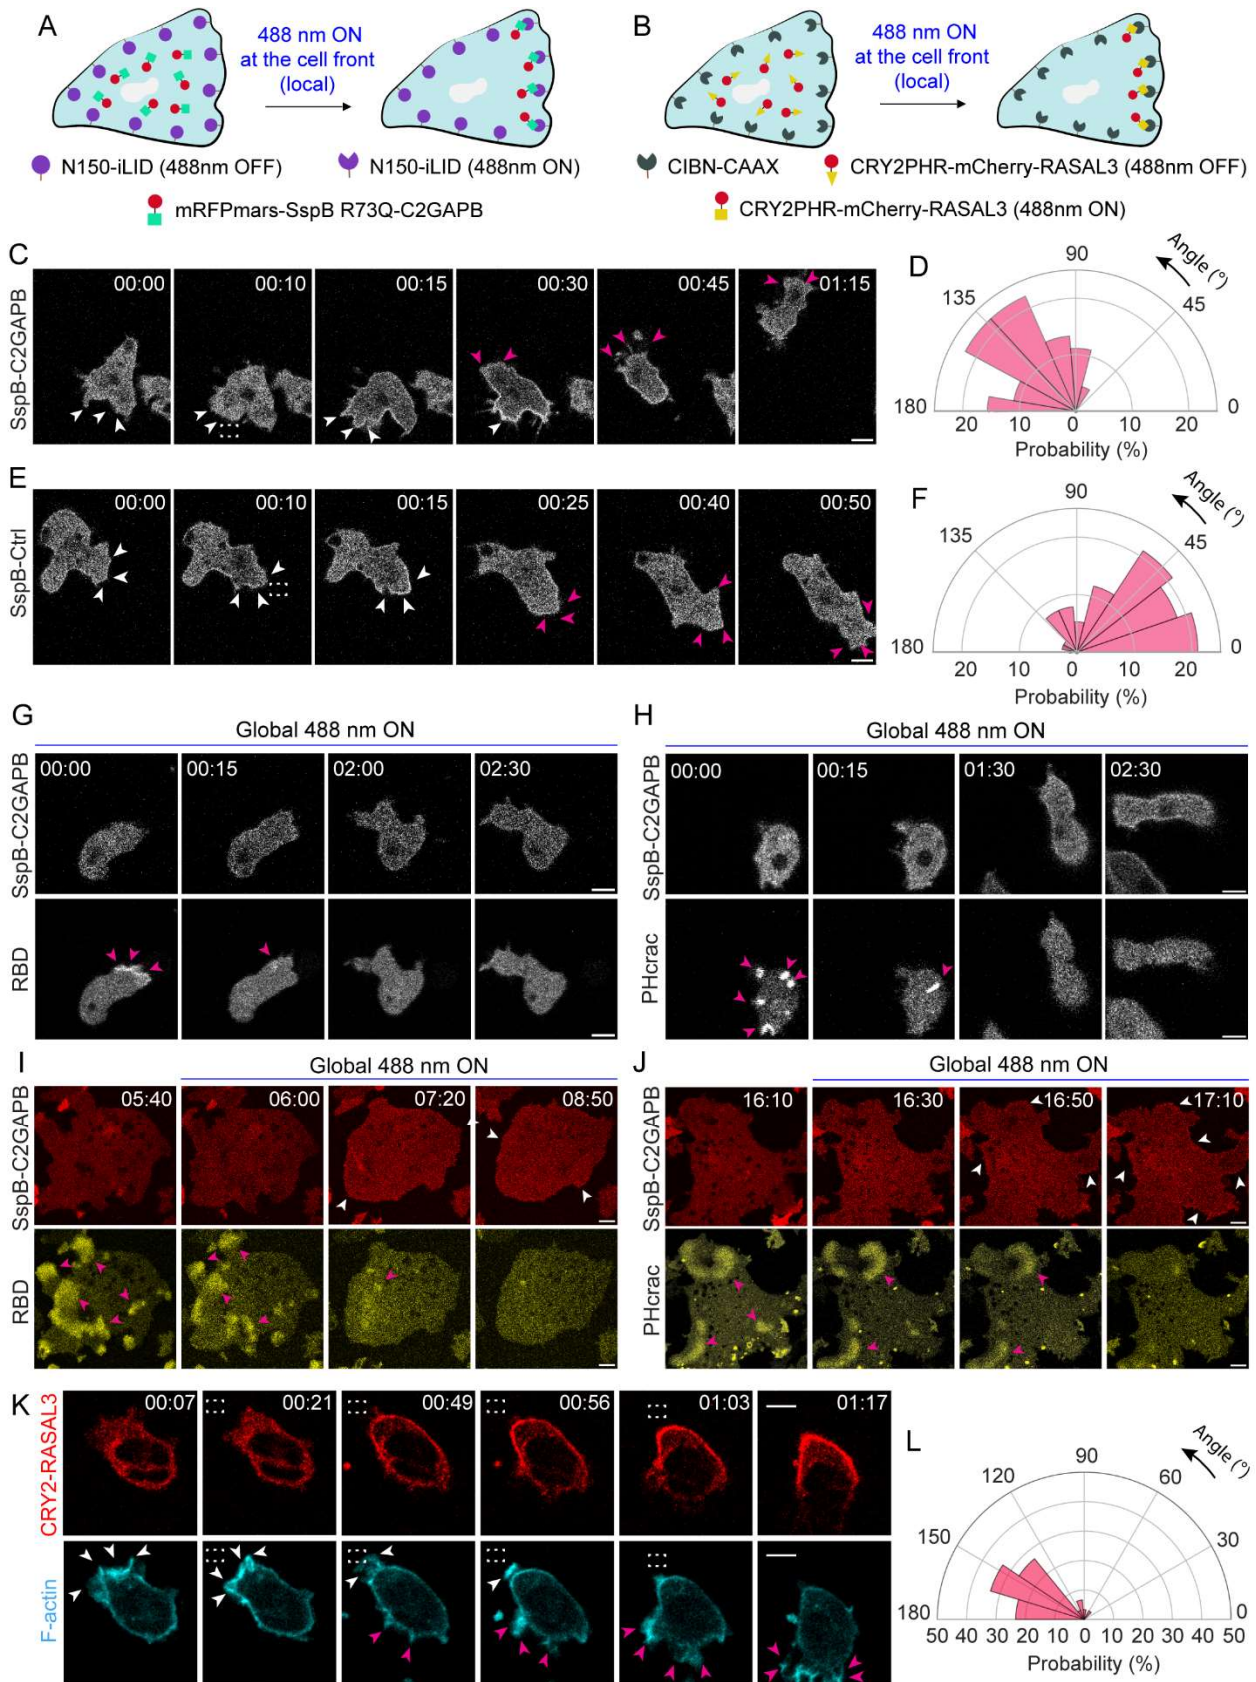 A
488 nm ON
at the cell front
(local)
B
488 nm ON
at the cell front
(local)
N150-iLID (488nm OFF)
N150-iLID (488nm ON)
mRFPmars-SspB R73Q-C2GAPB
CIBN-CAAX
CRY2PHR-mCherry-RASAL3 (488nm OFF)
CRY2PHR-mCherry-RASAL3 (488nm ON)
C
SspB-C2GAPB
00:00
00:10
00:15
00:30
00:45
01:15
D
90
Angle (°)
135
45
180
0
20
10
0
10
20
Probability (%)
E
SspB-Ctrl
00:00
00:10
00:15
00:25
00:40
00:50
F
90
Angle (°)
135
45
180
0
20
10
0
10
20
Probability (%)
G
Global 488 nm ON
SspB-C2GAPB
00:00
00:15
02:00
02:30
RBD
H
Global 488 nm ON
SspB-C2GAPB
00:00
00:15
01:30
02:30
PHcrac
I
Global 488 nm ON
SspB-C2GAPB
05:40
06:00
07:20
08:50
RBD
J
Global 488 nm ON
SspB-C2GAPB
16:10
16:30
16:50
17:10
PHcrac
K
CRY2-RASAL3
00:07
00:21
00:49
00:56
01:03
01:17
F-actin
L
90
Angle (°)
120
60
150
30
180
0
50 40 30 20 10 0 10 20 30 40 50
Probability (%)